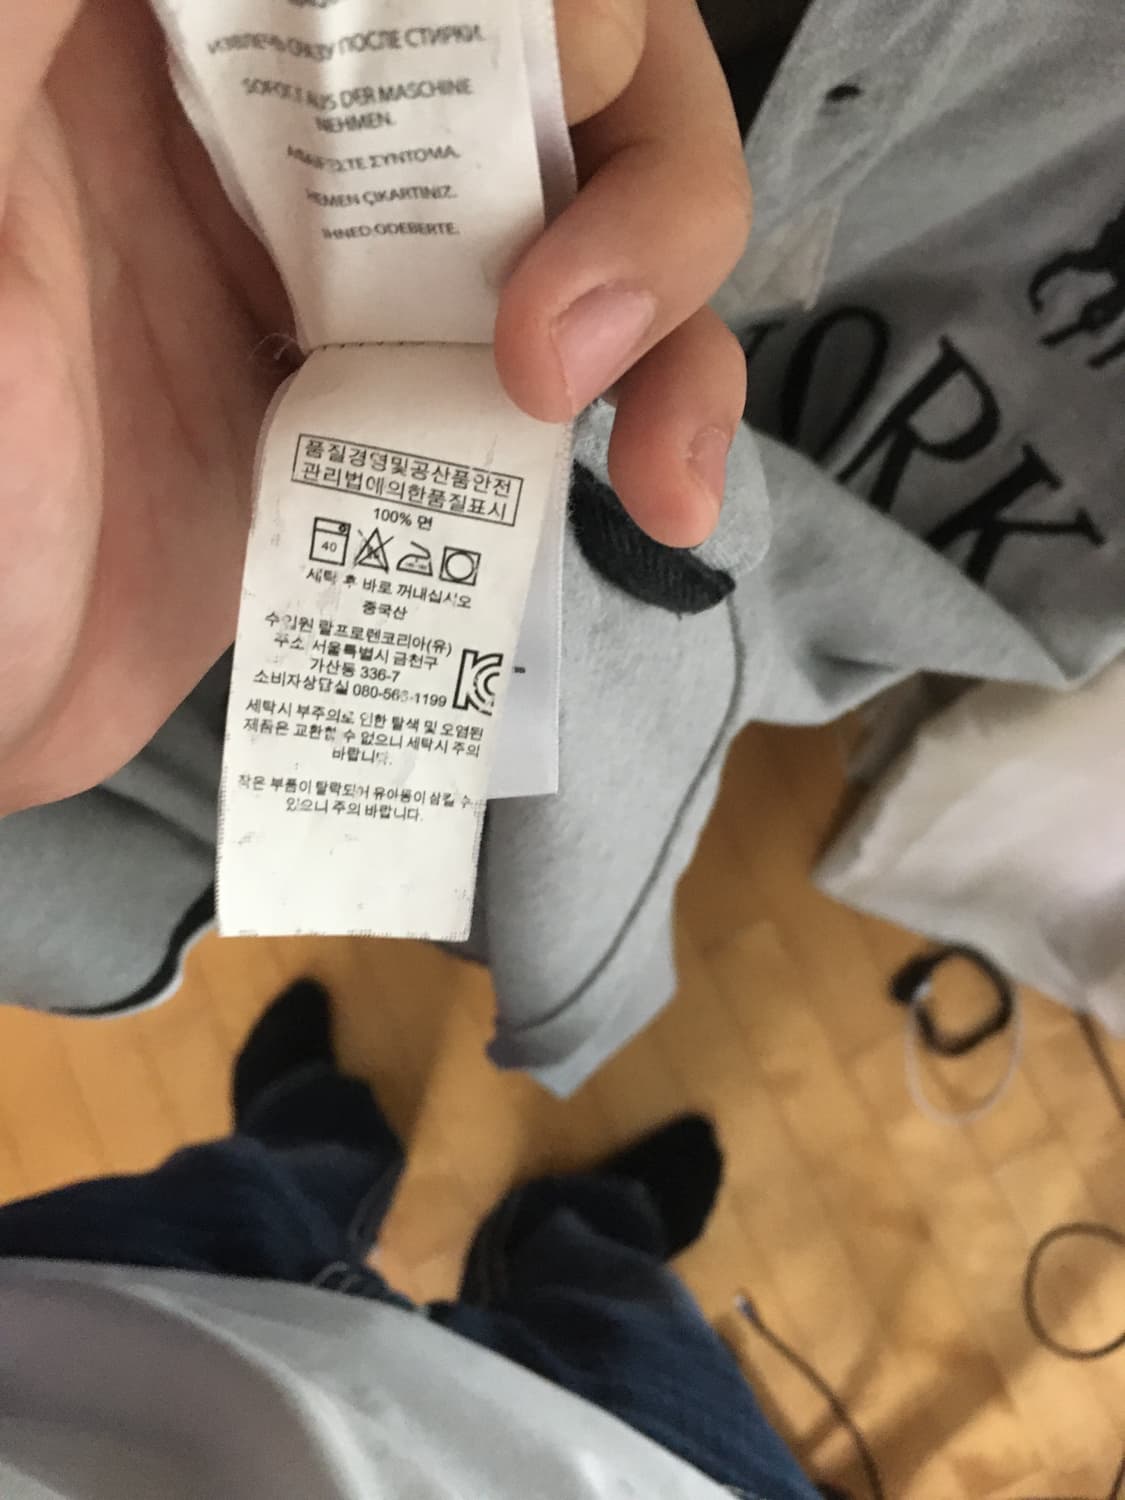 ПОСЛЕ СТИРКИ.
SOFORT AUS DER MASCHINE
NEHMEN.
ΣΥΝΤΟΜΑ.
HEMEN ÇIKARTINIZ.
IHNED ODEBERTE.
품질경영및공산품안전
관리법에의한품질표시
100% 면
40
세탁 후 바로 꺼내십시오
중국산
수입원 랄프로렌코리아(유)
주소 서울특별시 금천구
가산동 336-7
소비자상담실
세탁시 부주의로 인한 탈색 및 오염된
제품은 교환할 수 없으니 세탁시 주의
바랍니다.
작은 부품이 탈락되어 유아동이 삼킬 수
있으니 주의 바랍니다.
YORK